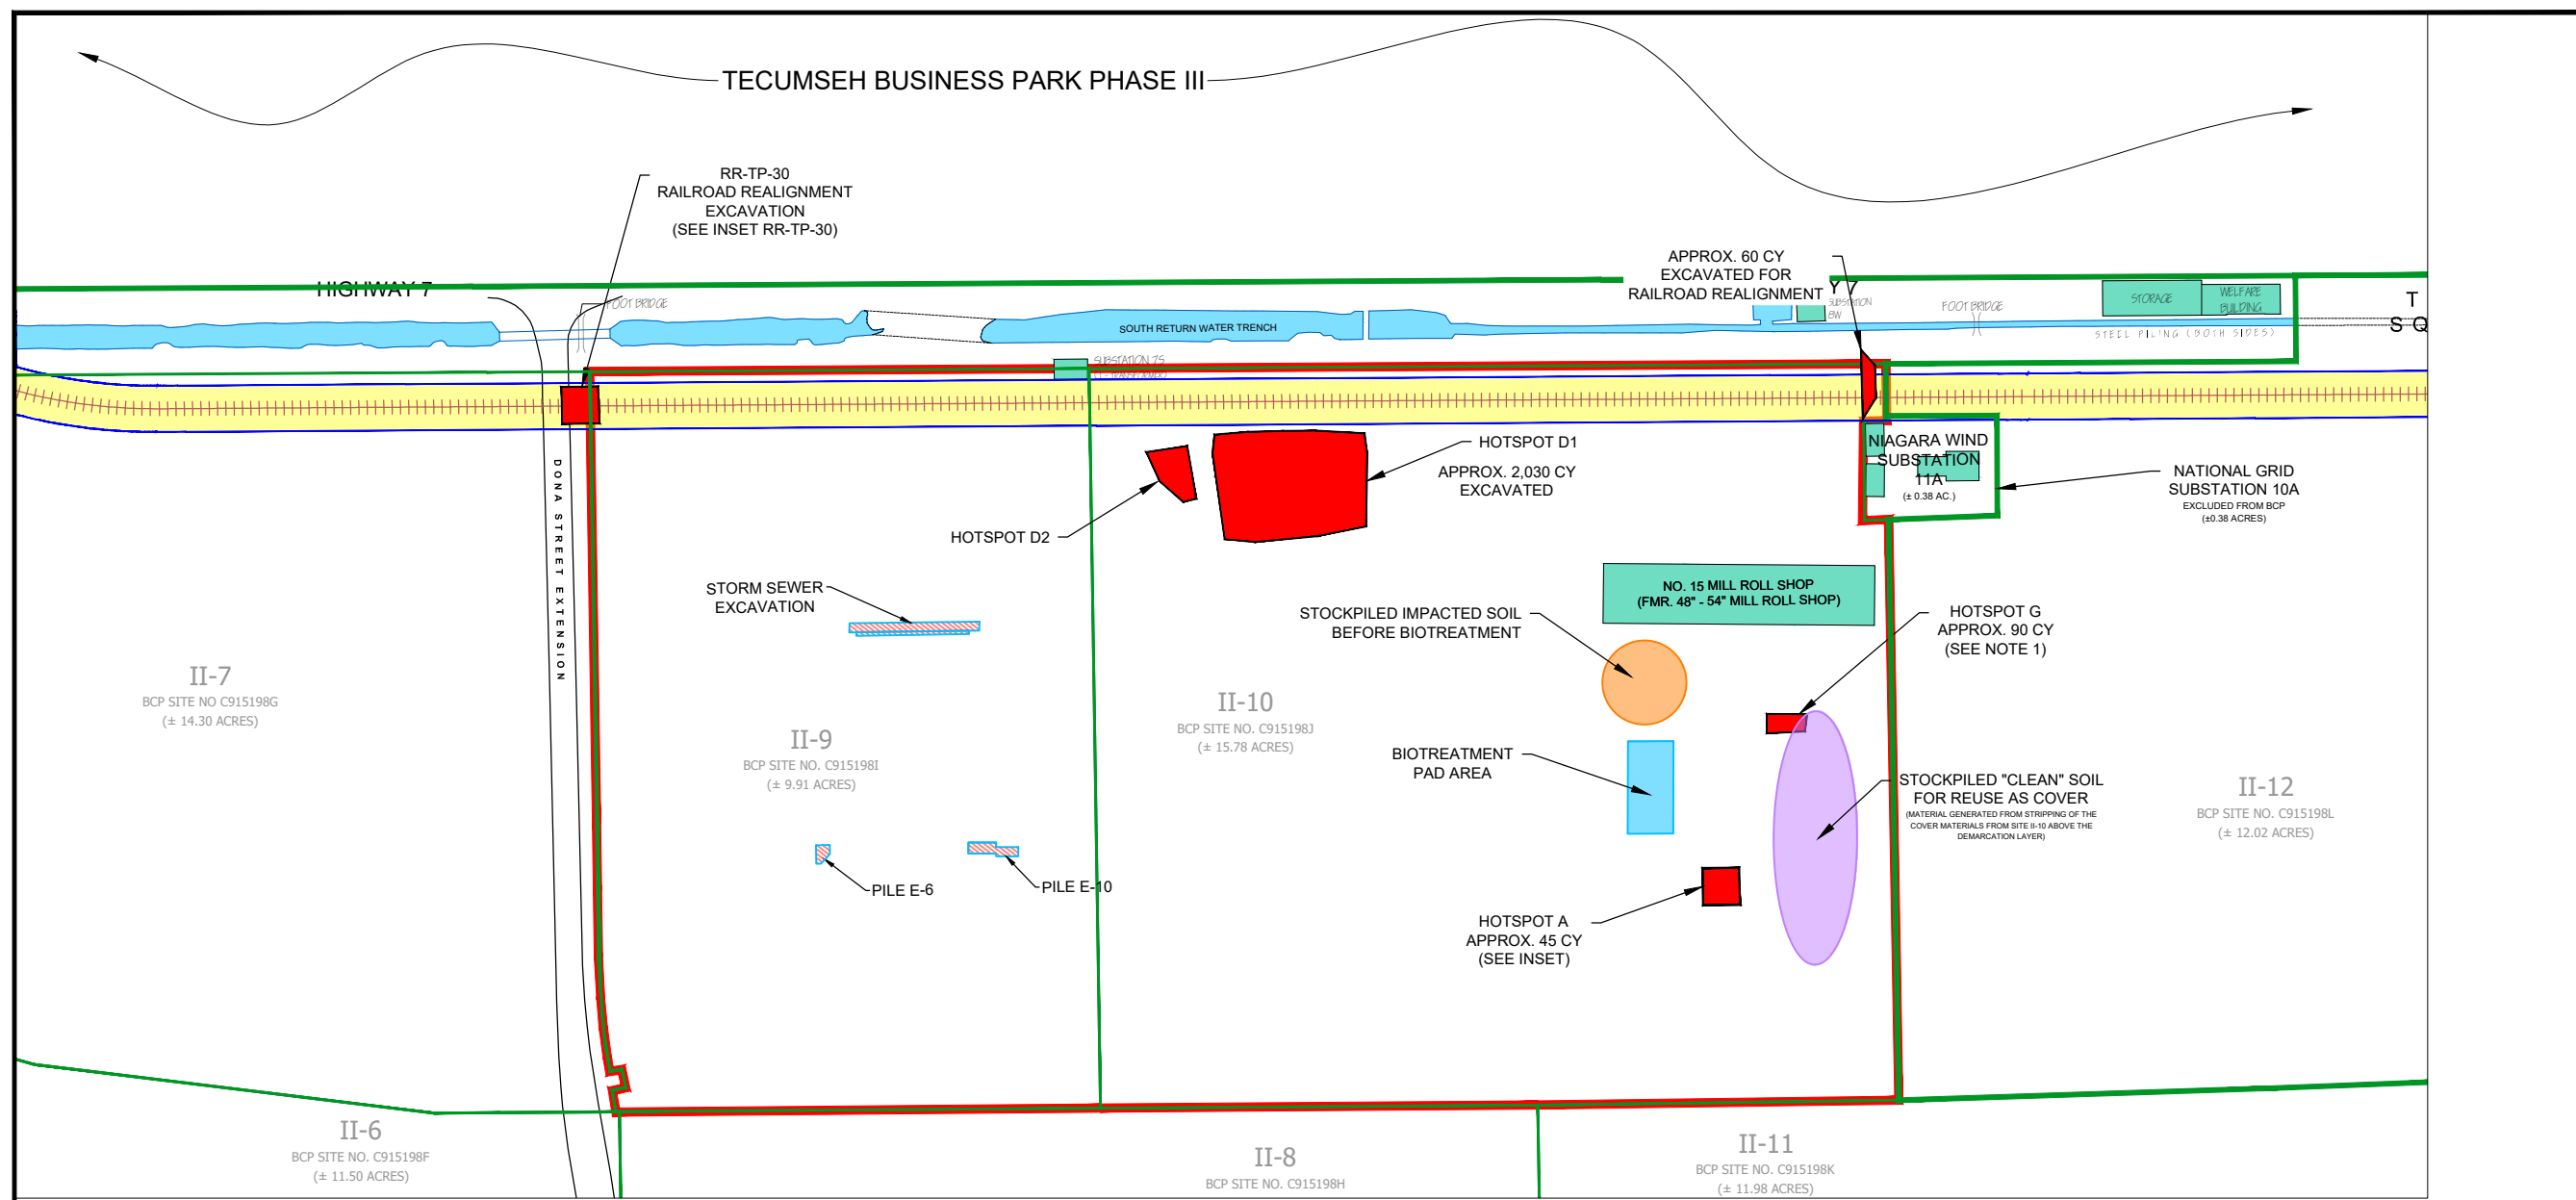 TECUMSEH BUSINESS PARK PHASE III
RR-TP-30
RAILROAD REALIGNMENT
EXCAVATION
(SEE INSET RR-TP-30)
APPROX. 60 CY
EXCAVATED FOR
RAILROAD REALIGNMENT
Y 7
HIGHWAY 7
FOOT BRIDGE
SOUTH RETURN WATER TRENCH
SUBSTATION
8W
FOOT BRIDGE
STORAGE
WELFARE
BUILDING
STEEL PILING (BOTH SIDES)
T
S Q
SUBSTATION 7S
HOTSPOT D1
APPROX. 2,030 CY
EXCAVATED
HOTSPOT D2
NIAGARA WIND
SUBSTATION
11A
(± 0.38 AC.)
NATIONAL GRID
SUBSTATION 10A
EXCLUDED FROM BCP
(±0.38 ACRES)
DONA STREET EXTENSION
STORM SEWER
EXCAVATION
NO. 15 MILL ROLL SHOP
(FMR. 48" - 54" MILL ROLL SHOP)
STOCKPILED IMPACTED SOIL
BEFORE BIOTREATMENT
HOTSPOT G
APPROX. 90 CY
(SEE NOTE 1)
II-7
BCP SITE NO C915198G
(± 14.30 ACRES)
II-9
BCP SITE NO. C915198I
(± 9.91 ACRES)
II-10
BCP SITE NO. C915198J
(± 15.78 ACRES)
BIOTREATMENT
PAD AREA
STOCKPILED "CLEAN" SOIL
FOR REUSE AS COVER
(MATERIAL GENERATED FROM STRIPPING OF THE
COVER MATERIALS FROM SITE II-10 ABOVE THE
DEMARCATION LAYER)
II-12
BCP SITE NO. C915198L
(± 12.02 ACRES)
PILE E-6
PILE E-10
HOTSPOT A
APPROX. 45 CY
(SEE INSET)
II-6
BCP SITE NO. C915198F
(± 11.50 ACRES)
II-8
BCP SITE NO. C915198H
II-11
BCP SITE NO. C915198K
(± 11.98 ACRES)